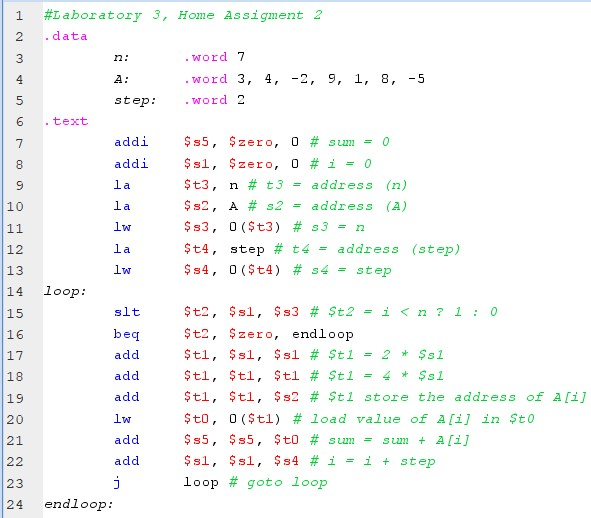 1 #Laboratory 3, Home Assigment 2
2 .data
3 n: .word 7
4 A: .word 3, 4, -2, 9, 1, 8, -5
5 step: .word 2
6 .text
7 addi $s5, $zero, 0 # sum = 0
8 addi $s1, $zero, 0 # i = 0
9 la $t3, n # t3 = address (n)
10 la $s2, A # s2 = address (A)
11 lw $s3, 0($t3) # s3 = n
12 la $t4, step # t4 = address (step)
13 lw $s4, 0($t4) # s4 = step
14 loop:
15 slt $t2, $s1, $s3 # $t2 = i < n ? 1 : 0
16 beq $t2, $zero, endloop
17 add $t1, $s1, $s1 # $t1 = 2 * $s1
18 add $t1, $t1, $t1 # $t1 = 4 * $s1
19 add $t1, $t1, $s2 # $t1 store the address of A[i]
20 lw $t0, 0($t1) # load value of A[i] in $t0
21 add $s5, $s5, $t0 # sum = sum + A[i]
22 add $s1, $s1, $s4 # i = i + step
23 j loop # goto loop
24 endloop: